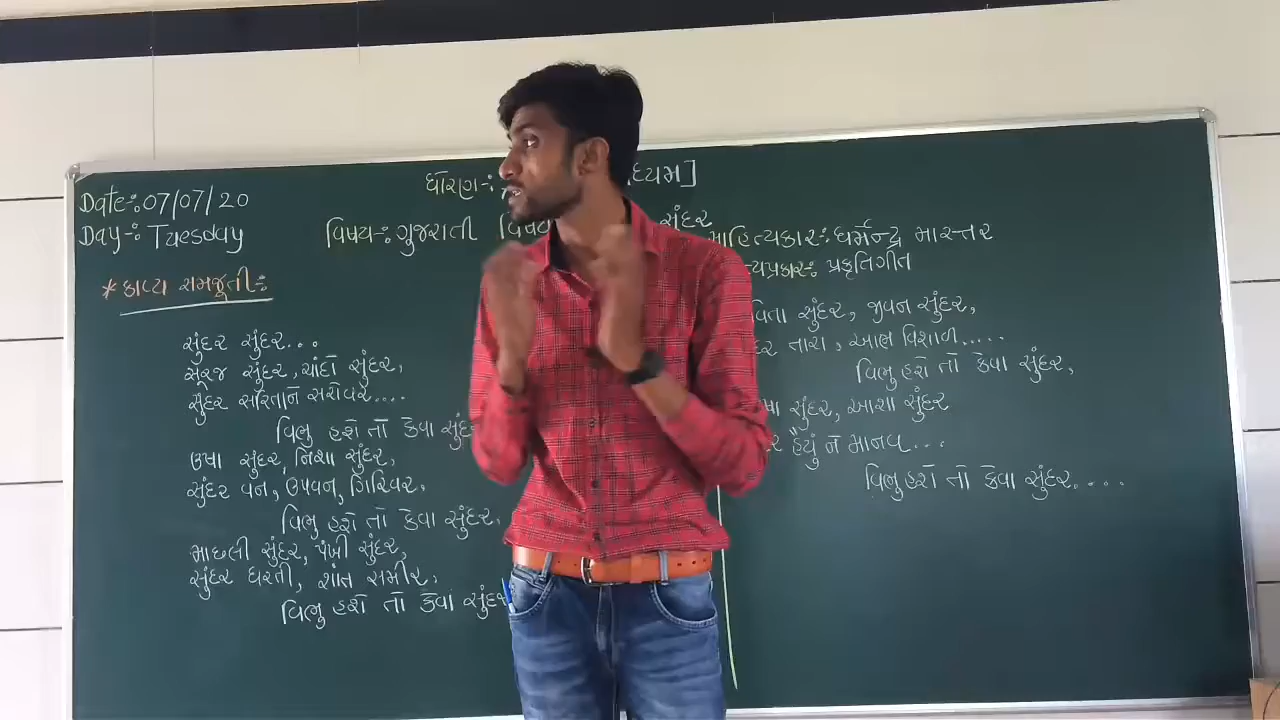 Date:-07/07/20
Day:- Tuesday
ધોરણ:-
ધ્યમ]
વિષય:- ગુજરાતી
સુંદર
સાહિત્યકાર:- ધર્મેન્દ્ર માસ્તર
પ્રકૃતિગીત
* કાવ્ય સમજૂતી:-
સુંદર સુંદર...
સૂરજ સુંદર, ચાંદો સુંદર,
સુંદર સરિતાને સરોવર....
વિભુ હશે તો કેવા
ઉષા સુંદર, નિશા સુંદર,
સુંદર વન, ઉપવન, ગિરિવર,
વિભુ હશે તો કેવા સુંદર,
માછલી સુંદર, પંખી સુંદર,
સુંદર ધરતી, શાંત સમીર,
વિભુ હશે તો કેવાં
સુંદર, જીવન સુંદર,
તારા, આભ વિશાળ.....
વિભુ હશે તો કેવા સુંદર,
સુંદર, આશા સુંદર
હૈયું ને માનવ...
વિભુ હશે તો કેવા સુંદર....